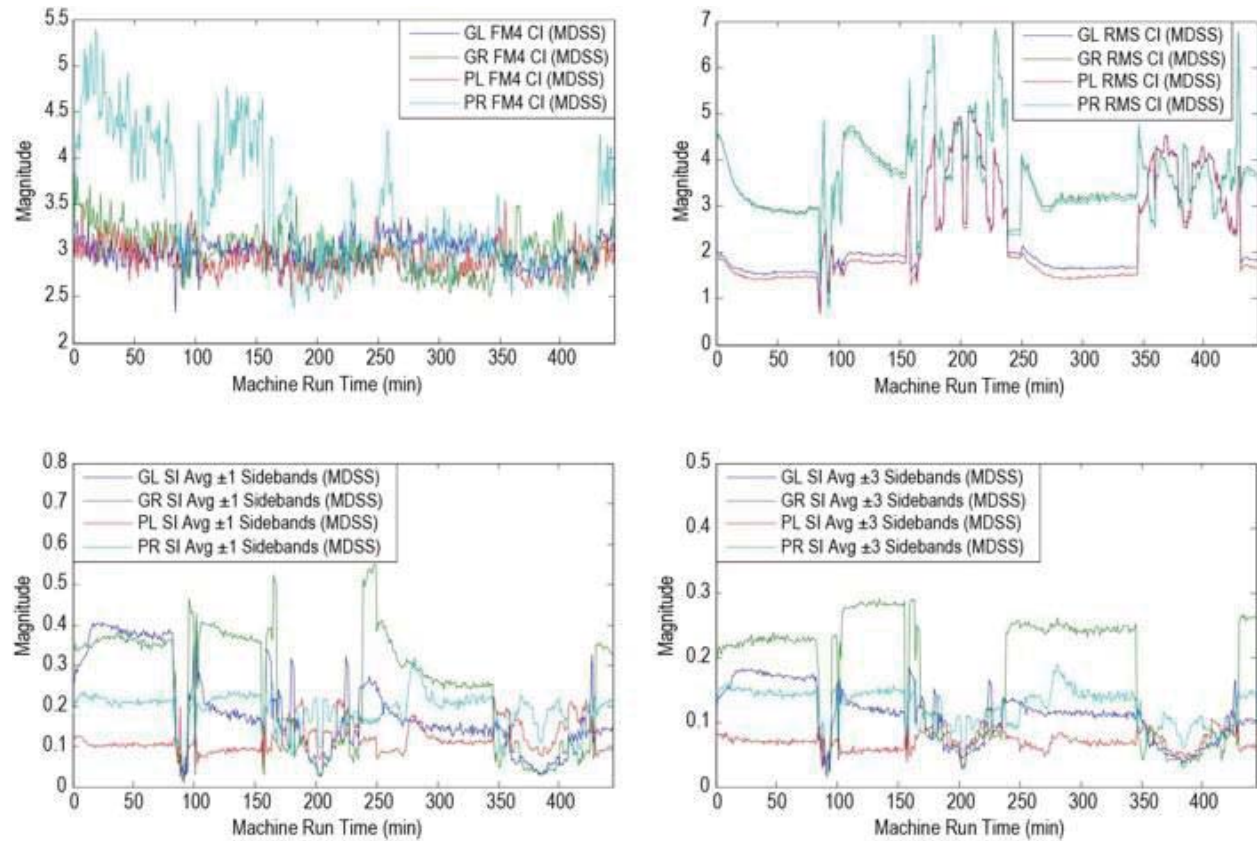 5.5
5
4.5
4
3.5
3
2.5
2
Magnitude
GL FM4 CI (MDSS)
GR FM4 CI (MDSS)
PL FM4 CI (MDSS)
PR FM4 CI (MDSS)
0 50 100 150 200 250 300 350 400
Machine Run Time (min)
7
6
5
4
3
2
1
0
Magnitude
GL RMS CI (MDSS)
GR RMS CI (MDSS)
PL RMS CI (MDSS)
PR RMS CI (MDSS)
0 50 100 150 200 250 300 350 400
Machine Run Time (min)
0.8
0.7
0.6
0.5
0.4
0.3
0.2
0.1
0
Magnitude
GL SI Avg ±1 Sidebands (MDSS)
GR SI Avg ±1 Sidebands (MDSS)
PL SI Avg ±1 Sidebands (MDSS)
PR SI Avg ±1 Sidebands (MDSS)
0 50 100 150 200 250 300 350 400
Machine Run Time (min)
0.5
0.4
0.3
0.2
0.1
0
Magnitude
GL SI Avg ±3 Sidebands (MDSS)
GR SI Avg ±3 Sidebands (MDSS)
PL SI Avg ±3 Sidebands (MDSS)
PR SI Avg ±3 Sidebands (MDSS)
0 50 100 150 200 250 300 350 400
Machine Run Time (min)